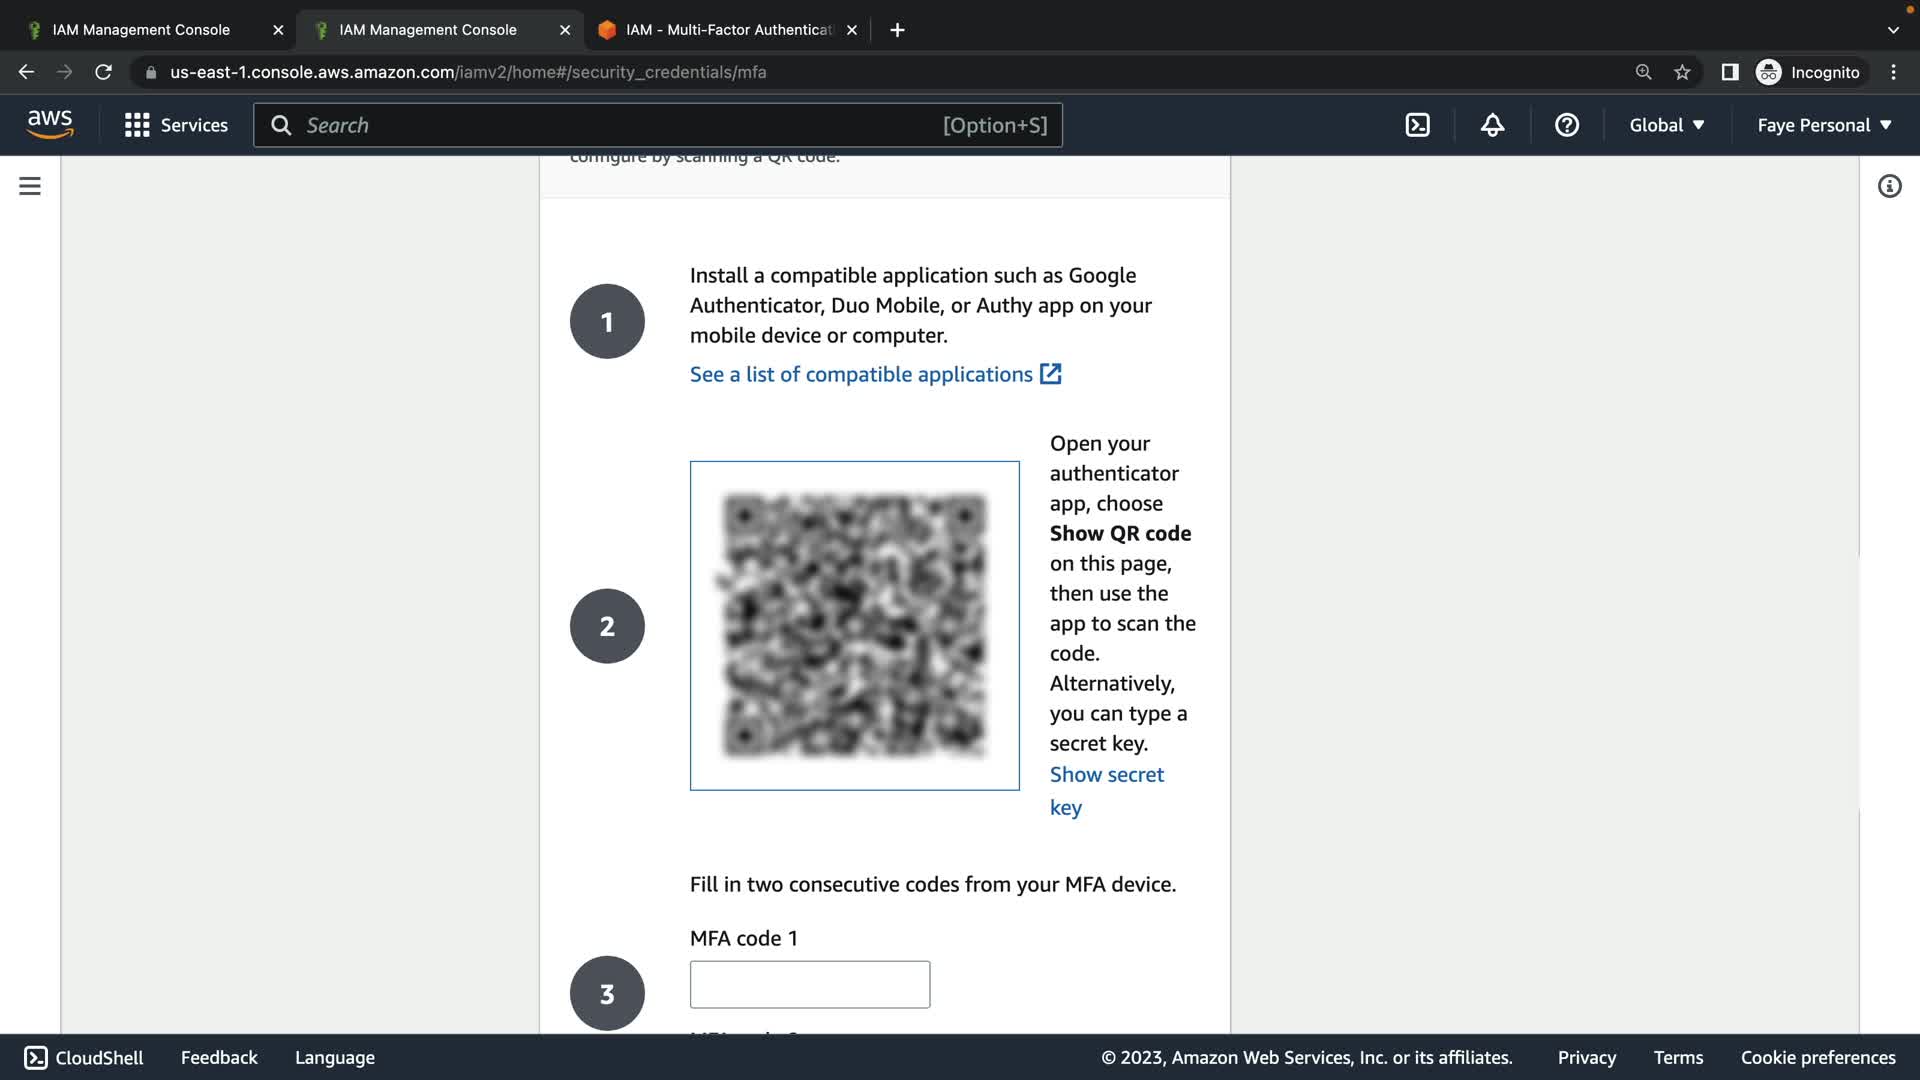 IAM Management Console
IAM Management Console
IAM - Multi-Factor Authenticat
us-east-1.console.aws.amazon.com/iamv2/home#/security_credentials/mfa
Incognito
aws
Services
Search
[Option+S]
Global
Faye Personal
configure by scanning a QR code.
1
Install a compatible application such as Google
Authenticator, Duo Mobile, or Authy app on your
mobile device or computer.
See a list of compatible applications
2
Open your
authenticator
app, choose
Show QR code
on this page,
then use the
app to scan the
code.
Alternatively,
you can type a
secret key.
Show secret
key
3
Fill in two consecutive codes from your MFA device.
MFA code 1
CloudShell
Feedback
Language
© 2023, Amazon Web Services, Inc. or its affiliates.
Privacy
Terms
Cookie preferences